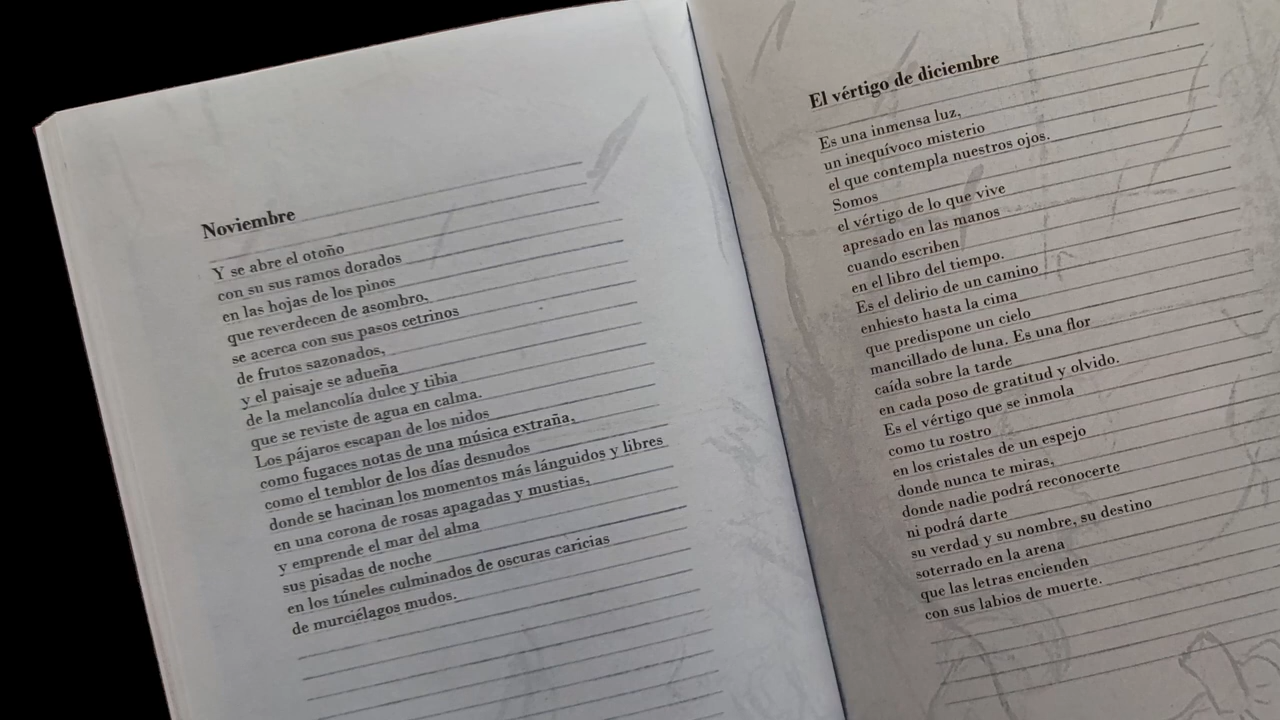 Noviembre
Y se abre el otoño
con su sus ramos dorados
en las hojas de los pinos
que reverdecen de asombro,
se acerca con sus pasos cetrinos
de frutos sazonados,
y el paisaje se adueña
de la melancolía dulce y tibia
que se reviste de agua en calma.
Los pájaros escapan de los nidos
como fugaces notas de una música extraña,
como el temblor de los días desnudos
donde se hacinan los momentos más lánguidos y libres
en una corona de rosas apagadas y mustias,
y emprende el mar del alma
sus pisadas de noche
en los túneles culminados de oscuras caricias
de murciélagos mudos.
El vértigo de diciembre
Es una inmensa luz,
un inequívoco misterio
el que contempla nuestros ojos.
Somos
el vértigo de lo que vive
apresado en las manos
cuando escriben
en el libro del tiempo.
Es el delirio de un camino
enhiesto hasta la cima
que predispone un cielo
mancillado de luna. Es una flor
caída sobre la tarde
en cada poso de gratitud y olvido.
Es el vértigo que se inmola
como tu rostro
en los cristales de un espejo
donde nunca te miras,
donde nadie podrá reconocerte
ni podrá darte
su verdad y su nombre, su destino
soterrado en la arena
que las letras encienden
con sus labios de muerte.